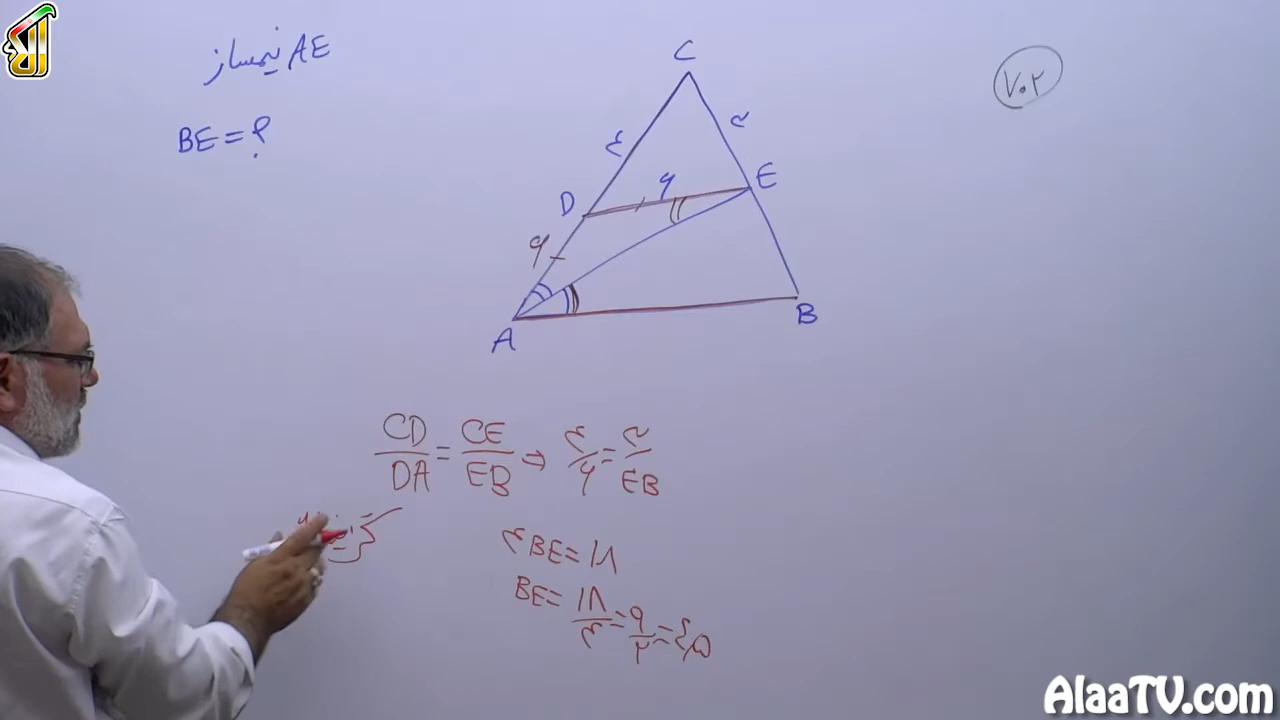 AE نیمساز
BE = ?
۷۰۲
C
۴
۳
D
۶
E
۶
A
B
CD/DA = CE/EB ⇒ ۴/۶ = ۳/EB
۴BE = ۱۸
BE = ۱۸/۴ = ۹/۲ = ۴٫۵
AlaaTV.com